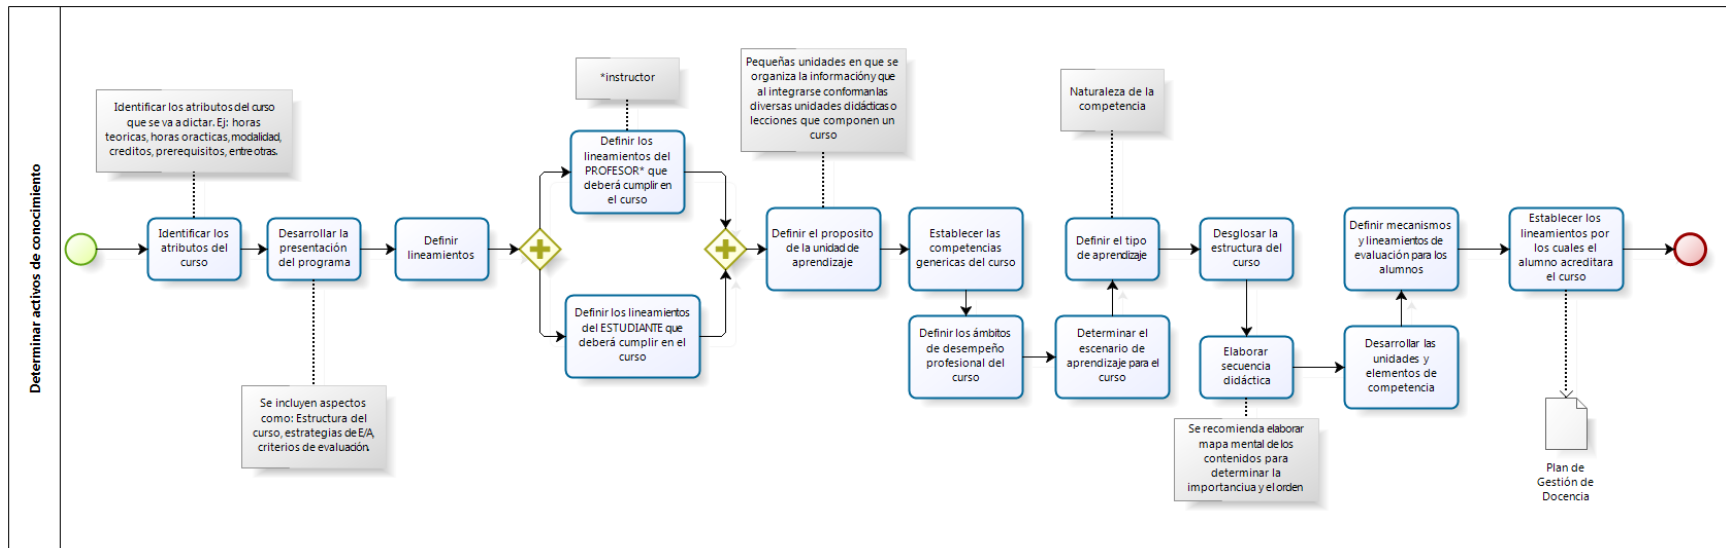 Determinar activos de conocimiento
Identificar los atributos del curso
que se va a dictar. Ej: horas
teoricas, horas oracticas, modalidad,
creditos, prerequisitos, entre otras.
Identificar los
atributos del
curso
Desarrollar la
presentación
del programa
Se incluyen aspectos
como: Estructura del
curso, estrategias de E/A,
criterios de evaluación.
Definir
lineamientos
*instructor
Definir los
lineamientos del
PROFESOR* que
deberá cumplir en
el curso
Definir los lineamientos
del ESTUDIANTE que
deberá cumplir en el
curso
Pequeñas unidades en que se
organiza la información y que
al integrarse conforman las
diversas unidades didácticas o
lecciones que componen un
curso
Definir el proposito
de la unidad de
aprendizaje
Establecer las
competencias
genericas del curso
Definir los ámbitos
de desempeño
profesional del
curso
Determinar el
escenario de
aprendizaje para el
curso
Naturaleza de la
competencia
Definir el tipo
de aprendizaje
Desglosar la
estructura del
curso
Elaborar
secuencia
didáctica
Se recomienda elaborar
mapa mental de los
contenidos para
determinar la
importanciua y el orden
Desarrollar las
unidades y
elementos de
competencia
Definir mecanismos
y lineamientos de
evaluación para los
alumnos
Establecer los
lineamientos por
los cuales el
alumno acreditara
el curso
Plan de
Gestión de
Docencia